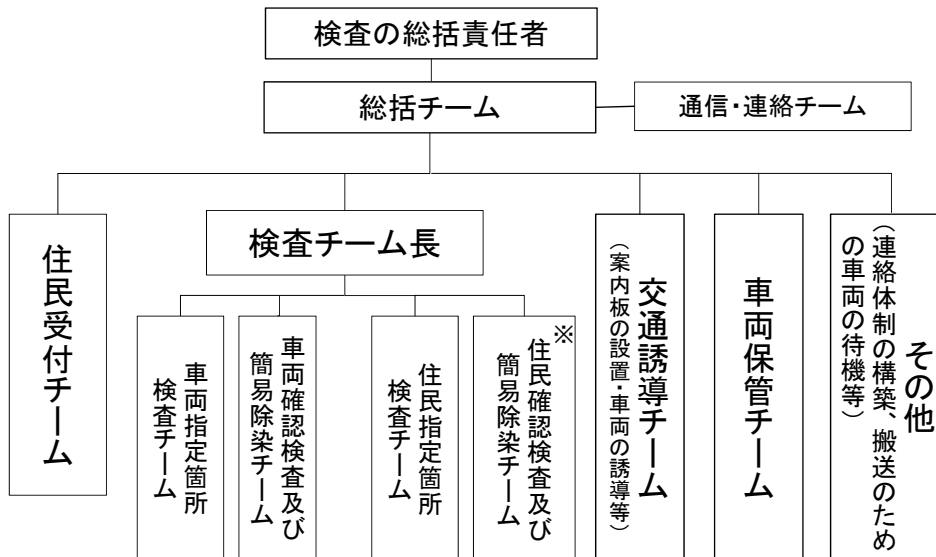 検査の総括責任者
総括チーム
通信・連絡チーム
住民受付チーム
検査チーム長
車両指定箇所
検査チーム
車両確認検査及び
簡易除染チーム
住民指定箇所
検査チーム
※
住民確認検査及び
簡易除染チーム
交通誘導チーム
（案内板の設置・車両の誘導等）
車両保管チーム
その他
（連絡体制の構築、搬送のため
の車両の待機等）